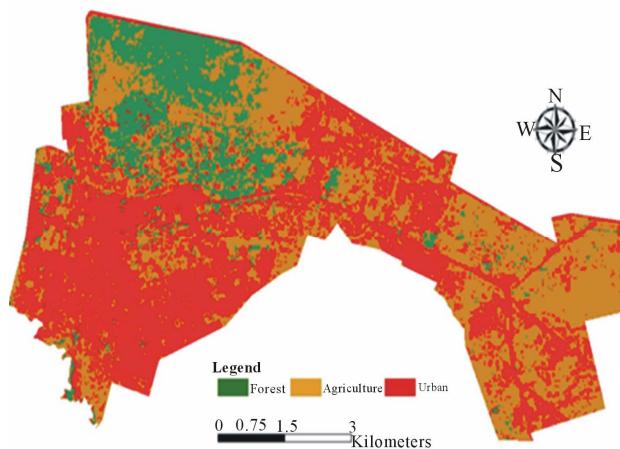 N
W E
S
Legend
Forest Agriculture Urban
0 0.75 1.5 3
Kilometers